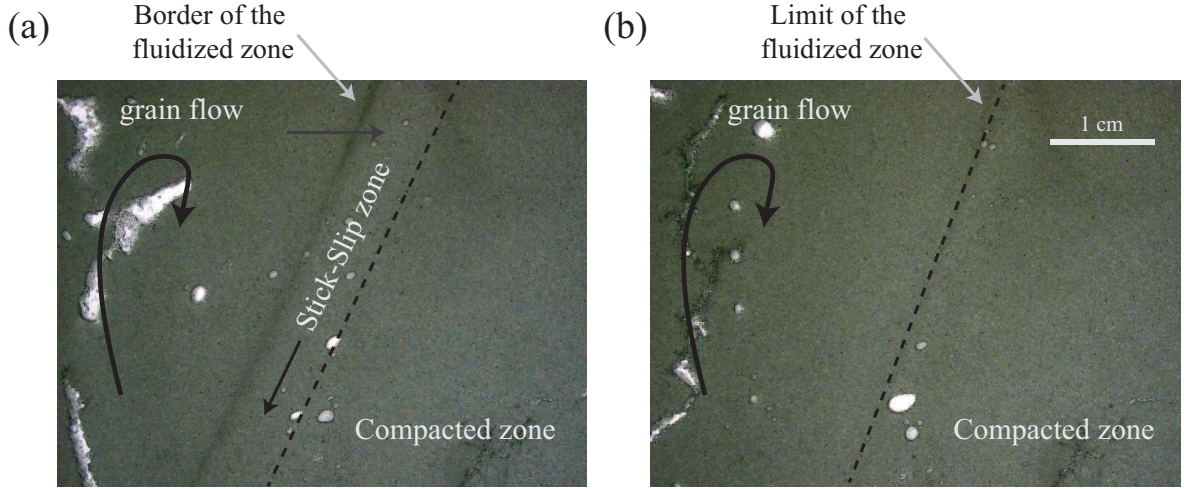 (a)
Border of the
fluidized zone
grain flow
Stick-Slip zone
Compacted zone
(b)
Limit of the
fluidized zone
grain flow
1 cm
Compacted zone